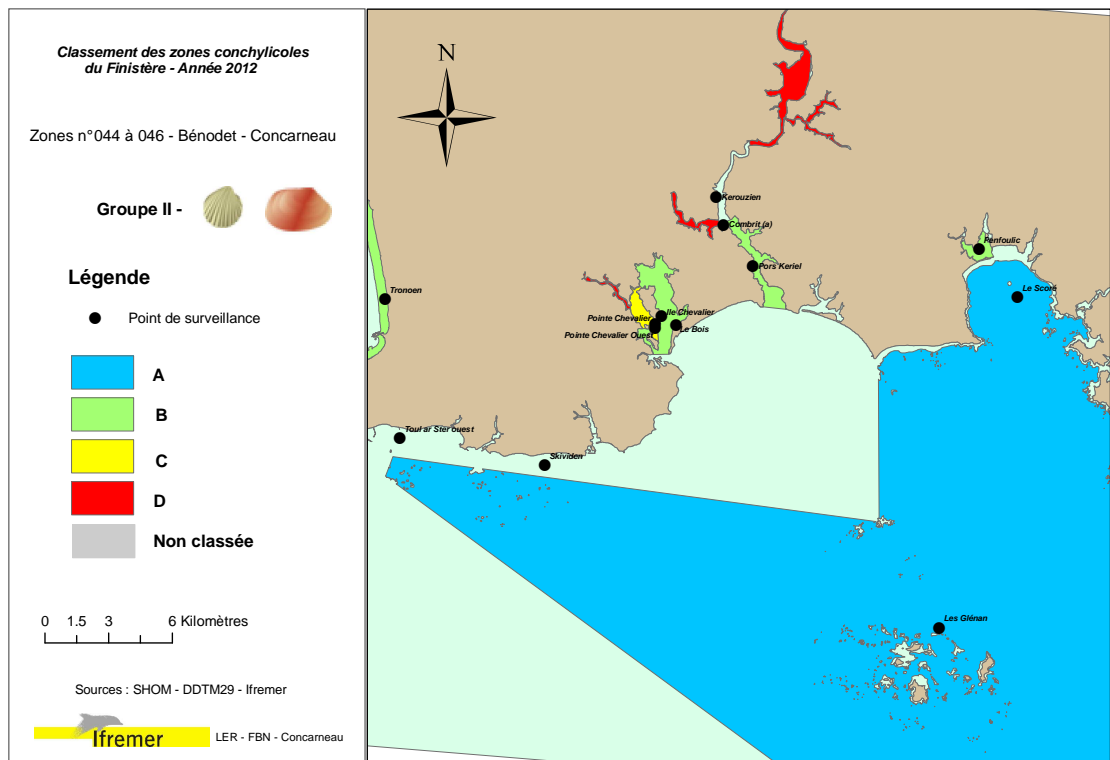 Classement des zones conchylicoles
du Finistère - Année 2012
Zones n°044 à 046 - Bénodet - Concarneau
Groupe II -
Légende
Point de surveillance
A
B
C
D
Non classée
0 1.5 3 6 Kilomètres
Sources : SHOM - DDTM29 - Ifremer
Ifremer
LER - FBN - Concarneau
N
Kerouzien
Combrit (a)
Penfoulic
Pors Keriel
Tronoen
Le Scoré
Ile Chevalier
Pointe Chevalier
Le Bois
Pointe Chevalier Ouest
Toul ar Ster ouest
Skividen
Les Glénan